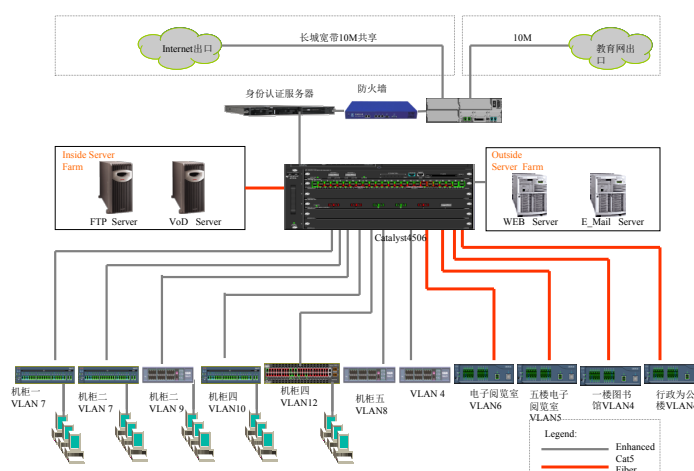 Internet出口
长城宽带10M共享
10M
教育网出
口
身份认证服务器
防火墙
Inside Server
Farm
FTP Server
VoD Server
Outside
Server Farm
WEB Server
E_Mail Server
Catalyst4506
机柜一
VLAN 7
机柜二
VLAN 7
机柜二
VLAN 9
机柜四
VLAN10
机柜四
VLAN12
机柜五
VLAN8
VLAN 4
电子阅览室
VLAN6
五楼电子
阅览室
VLAN5
一楼图书
馆VLAN4
行政为公
楼VLAN
Legend:
Enhanced
Cat5
Fiber